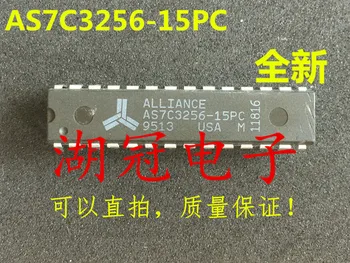 AS7C3256-15PC
全新
ALLIANCE
AS7C3256-15PC
9513 USA M
11816
湖冠电子
可以直拍，质量保证！